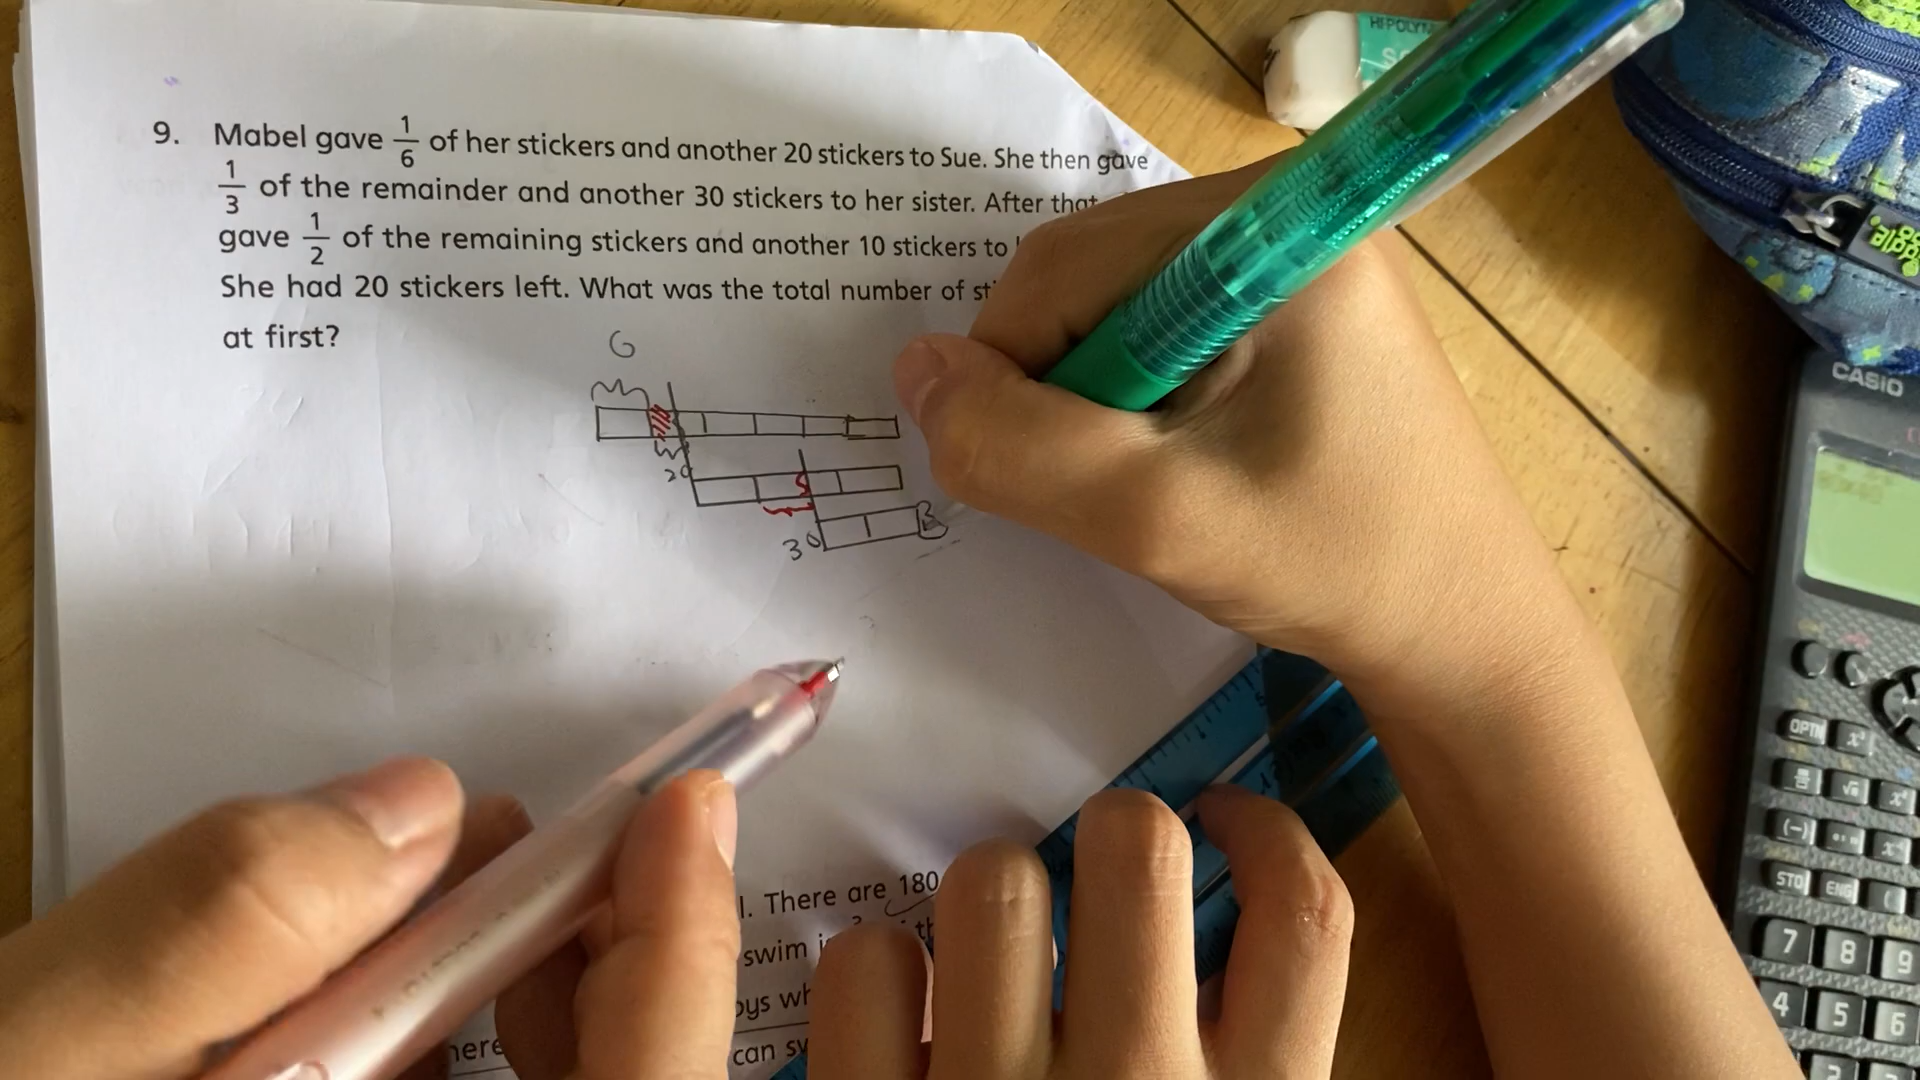 9. Mabel gave 1/6 of her stickers and another 20 stickers to Sue. She then gave
1/3 of the remainder and another 30 stickers to her sister. After that
gave 1/2 of the remaining stickers and another 10 stickers to
She had 20 stickers left. What was the total number of
at first?
G
20
30
B
There are 180
swim
can
HI-POLYM
CASIO
OPTN
(-)
STO ENG (
7 8 9
4 5 6
2